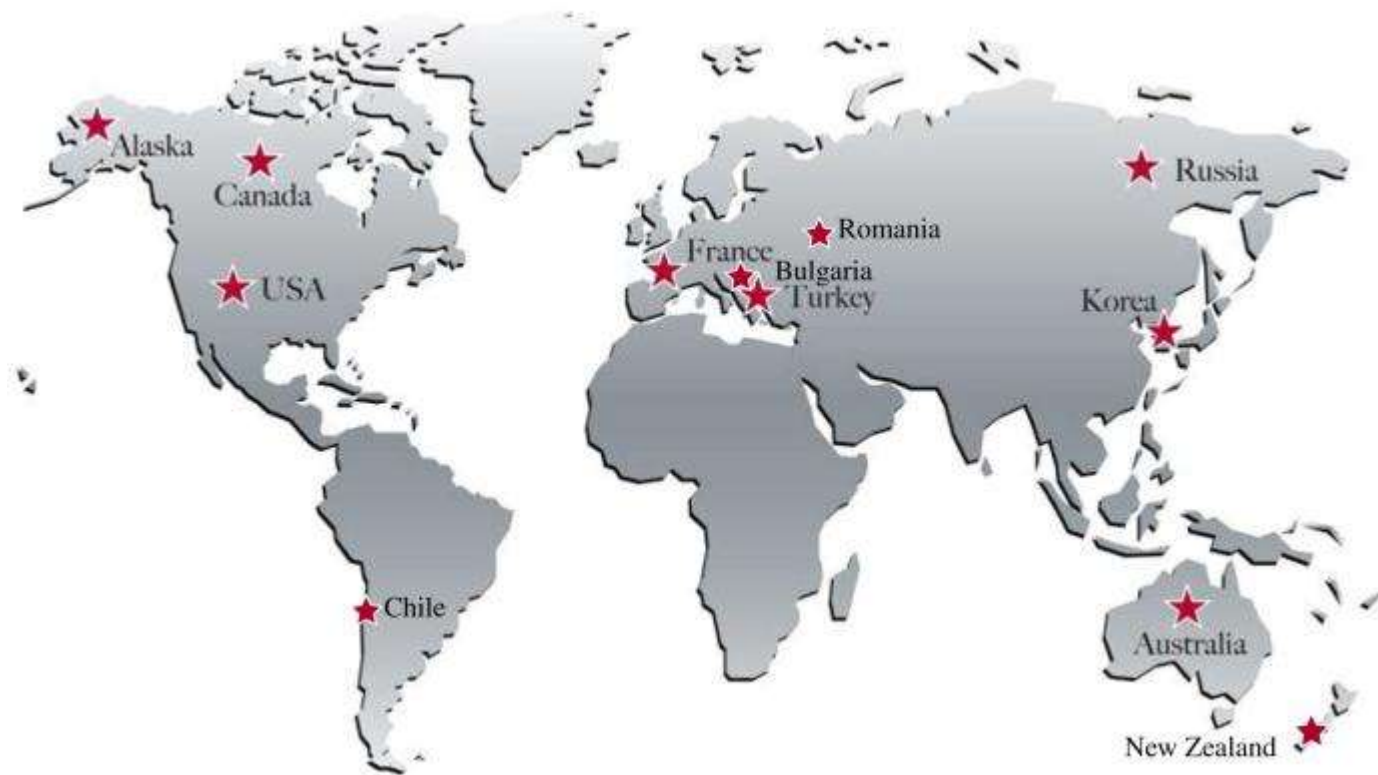 Alaska
Canada
Russia
Romania
France
Bulgaria
USA
Turkey
Korea
Chile
Australia
New Zealand